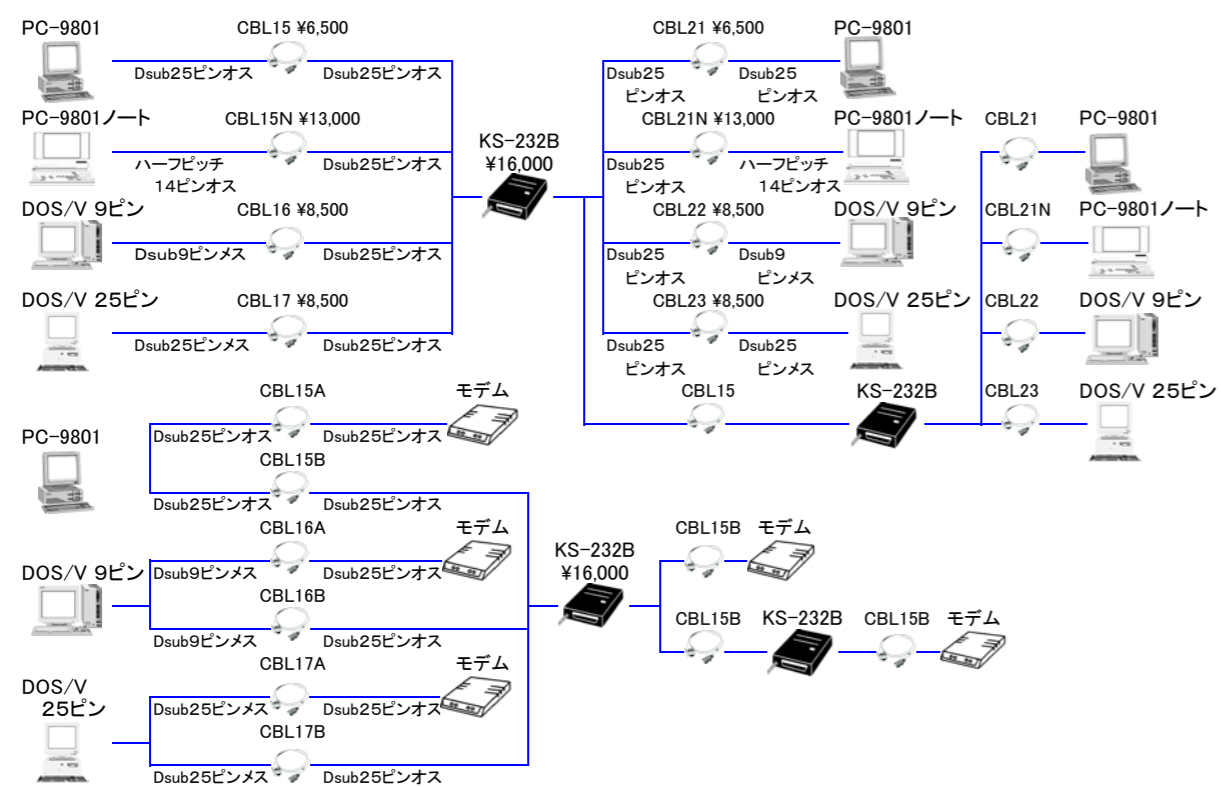 PC-9801
CBL15 ¥6,500
Dsub25ピンオス
Dsub25ピンオス
PC-9801ノート
CBL15N ¥13,000
ハーフピッチ
14ピンオス
Dsub25ピンオス
DOS/V 9ピン
CBL16 ¥8,500
Dsub9ピンメス
Dsub25ピンオス
DOS/V 25ピン
CBL17 ¥8,500
Dsub25ピンメス
Dsub25ピンオス
KS-232B
¥16,000
CBL21 ¥6,500
Dsub25
ピンオス
Dsub25
ピンオス
PC-9801
CBL21N ¥13,000
Dsub25
ピンオス
ハーフピッチ
14ピンオス
PC-9801ノート
CBL22 ¥8,500
Dsub25
ピンオス
Dsub9
ピンメス
DOS/V 9ピン
CBL23 ¥8,500
Dsub25
ピンオス
Dsub25
ピンメス
DOS/V 25ピン
CBL15
KS-232B
CBL21
PC-9801
CBL21N
PC-9801ノート
CBL22
DOS/V 9ピン
CBL23
DOS/V 25ピン
PC-9801
CBL15A
モデム
Dsub25ピンオス
Dsub25ピンオス
CBL15B
Dsub25ピンオス
Dsub25ピンオス
DOS/V 9ピン
CBL16A
モデム
Dsub9ピンメス
Dsub25ピンオス
CBL16B
Dsub9ピンメス
Dsub25ピンオス
DOS/V
25ピン
CBL17A
モデム
Dsub25ピンメス
Dsub25ピンオス
CBL17B
Dsub25ピンメス
Dsub25ピンオス
KS-232B
¥16,000
CBL15B
モデム
CBL15B
KS-232B
CBL15B
モデム